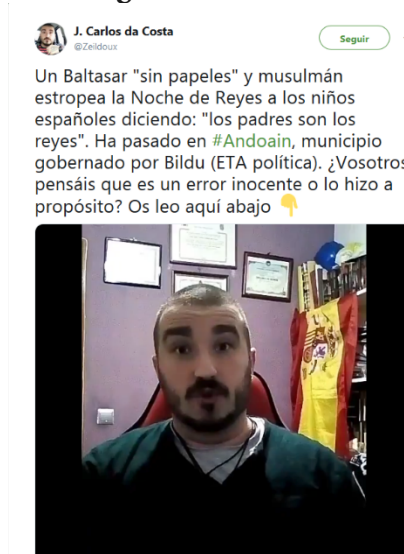 J. Carlos da Costa
@Zeildoux
Seguir
Un Baltasar "sin papeles" y musulmán
estropea la Noche de Reyes a los niños
españoles diciendo: "los padres son los
reyes". Ha pasado en #Andoain, municipio
gobernado por Bildu (ETA política). ¿Vosotros
pensáis que es un error inocente o lo hizo a
propósito? Os leo aquí abajo 👇